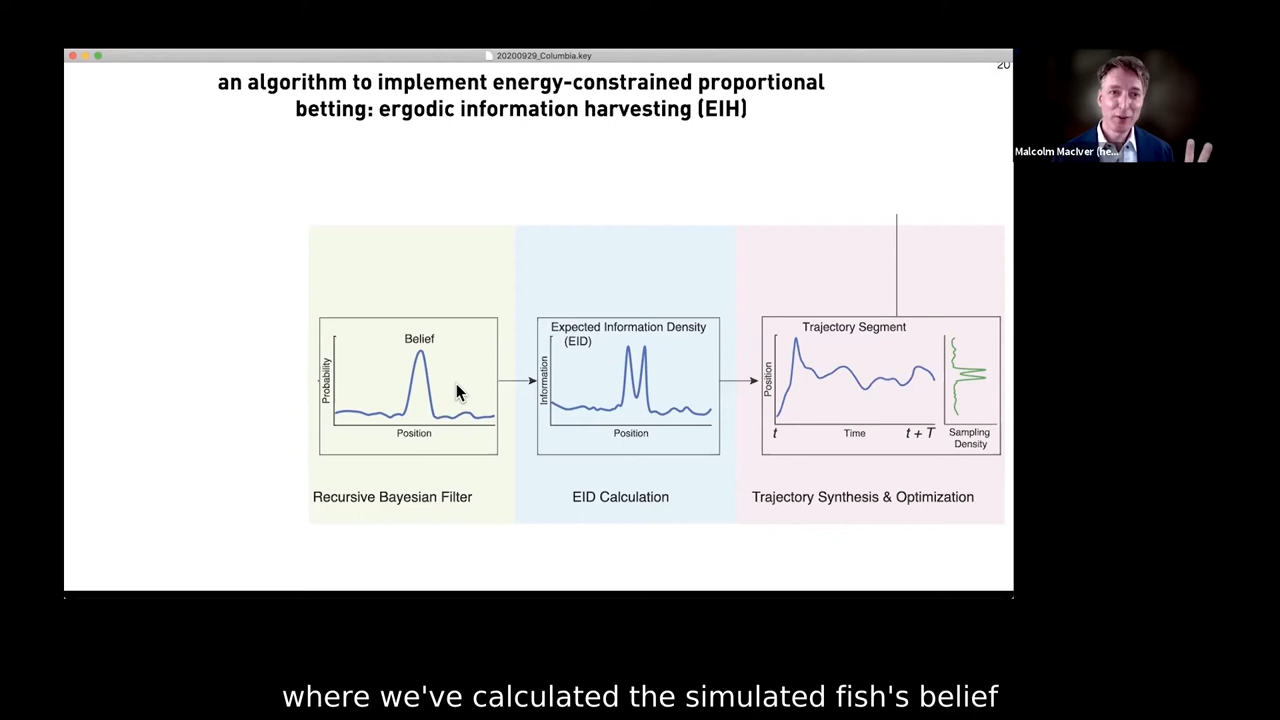 20200929_Columbia.key
20
an algorithm to implement energy-constrained proportional
betting: ergodic information harvesting (EIH)
Malcolm MacIver (he...
Belief
Probability
Position
Recursive Bayesian Filter
Expected Information Density
(EID)
Information
Position
EID Calculation
Trajectory Segment
Position
t
Time
t + T
Sampling
Density
Trajectory Synthesis & Optimization
where we've calculated the simulated fish's belief